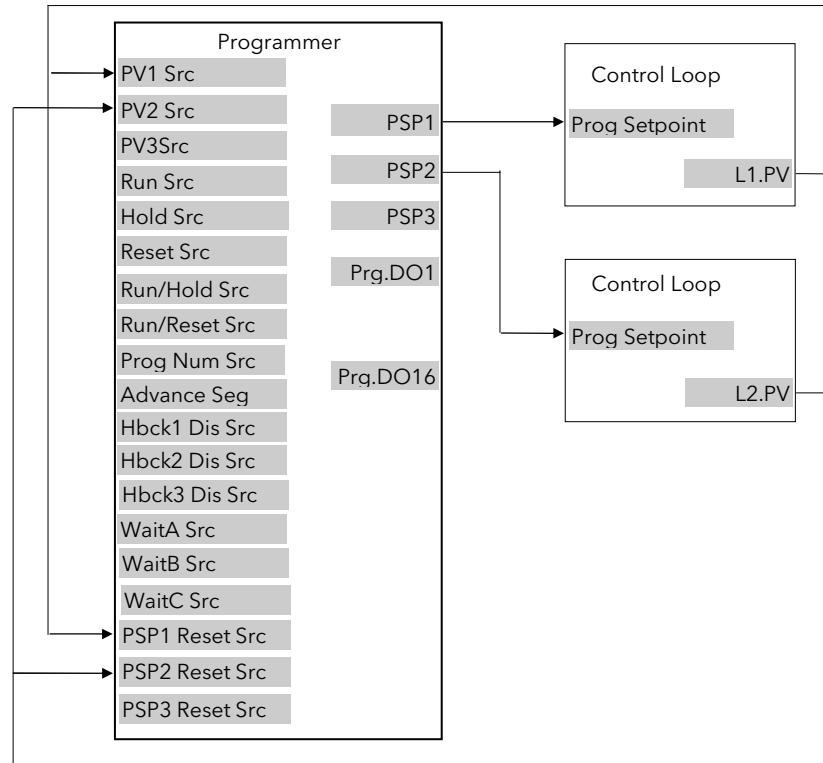 Programmer
PV1 Src
PV2 Src
PV3Src
Run Src
Hold Src
Reset Src
Run/Hold Src
Run/Reset Src
Prog Num Src
Advance Seg
Hbck1 Dis Src
Hbck2 Dis Src
Hbck3 Dis Src
WaitA Src
WaitB Src
WaitC Src
PSP1 Reset Src
PSP2 Reset Src
PSP3 Reset Src
PSP1
PSP2
PSP3
Prg.DO1
Prg.DO16
Control Loop
Prog Setpoint
L1.PV
Control Loop
Prog Setpoint
L2.PV